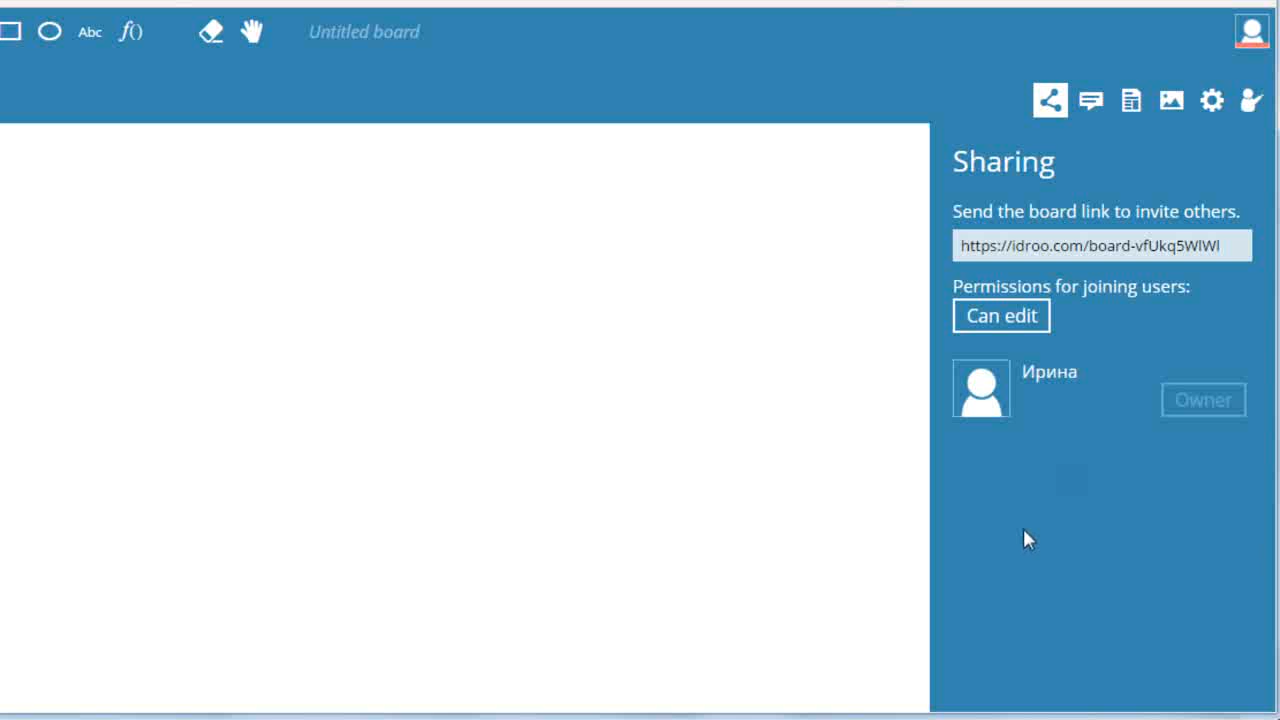 Abc f() Untitled board
Sharing
Send the board link to invite others.
https://idroo.com/board-vfUkq5WlWl
Permissions for joining users:
Can edit
Ирина
Owner